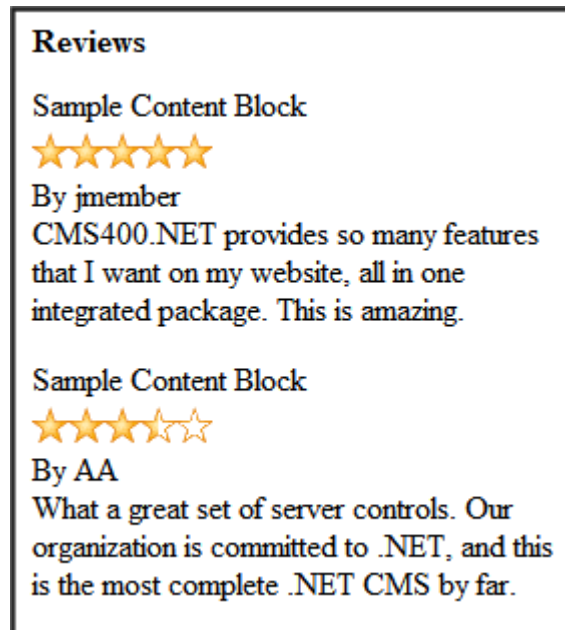 Reviews
Sample Content Block
By jmember
CMS400.NET provides so many features
that I want on my website, all in one
integrated package. This is amazing.
Sample Content Block
By AA
What a great set of server controls. Our
organization is committed to .NET, and this
is the most complete .NET CMS by far.